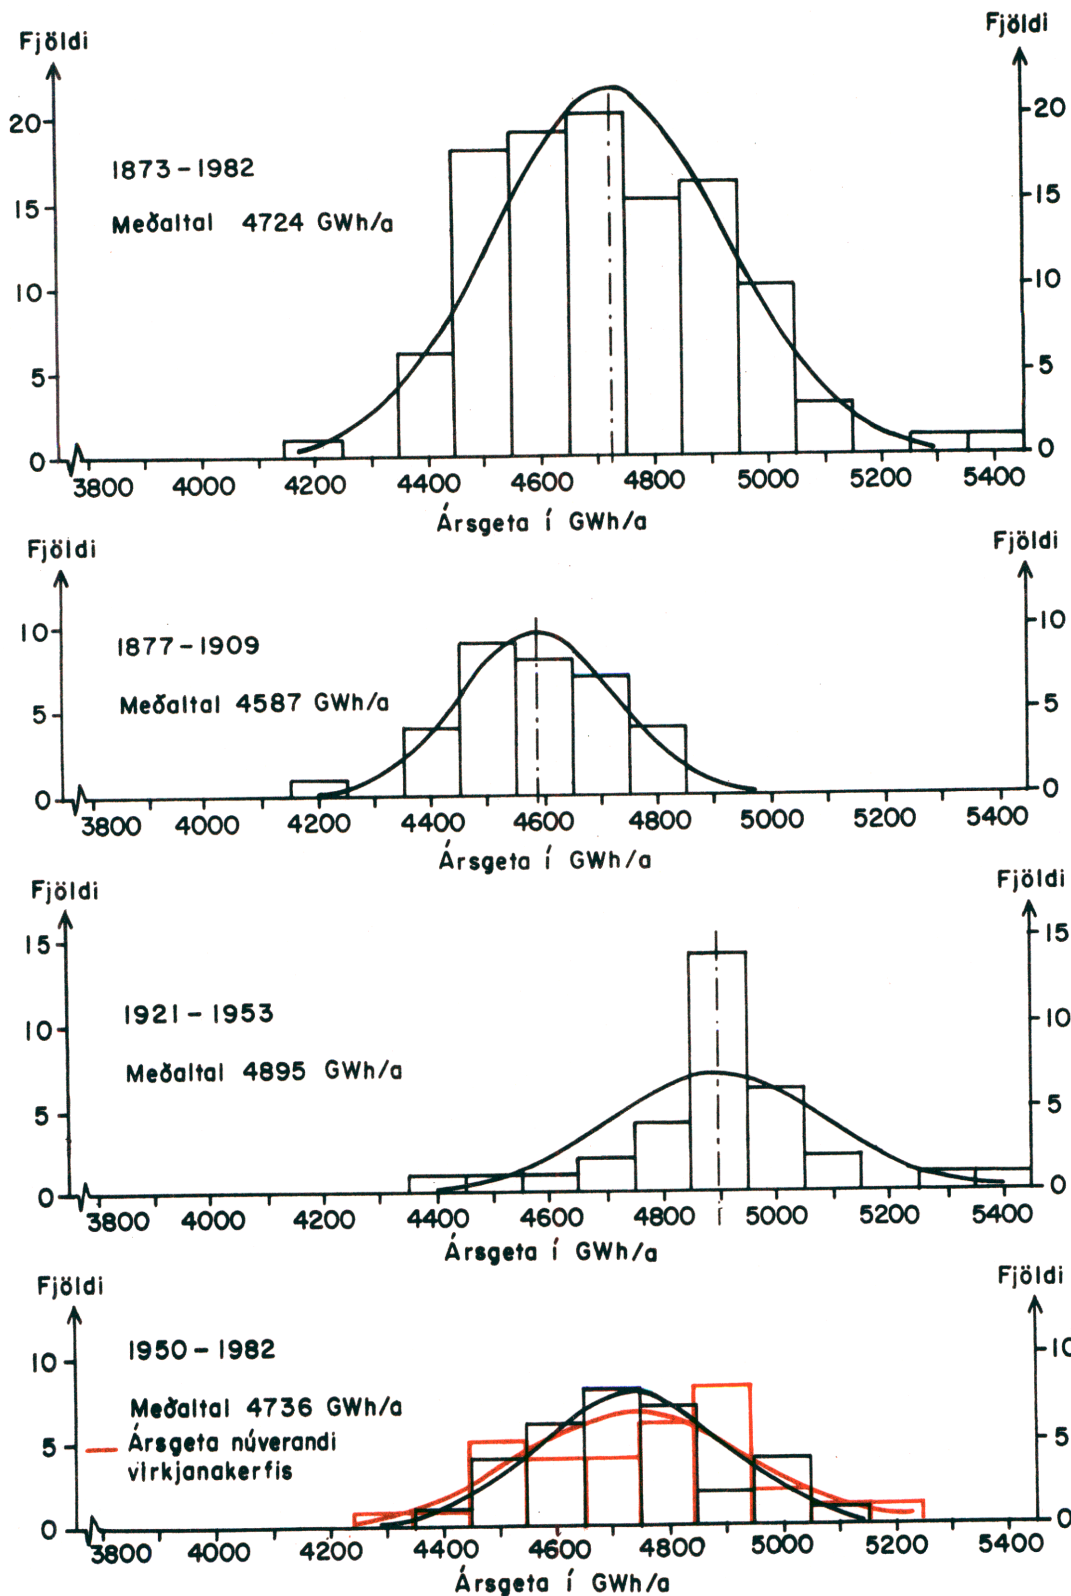 Fjöldi
Fjöldi
20
20
1873-1982
15
15
Meðaltal 4724 GWh/a
10
10
5
5
0
0
3800 4000 4200 4400 4600 4800 5000 5200 5400
Ársgeta í GWh/a
Fjöldi
Fjöldi
10
10
1877-1909
Meðaltal 4587 GWh/a
5
5
0
0
3800 4000 4200 4400 4600 4800 5000 5200 5400
Ársgeta í GWh/a
Fjöldi
Fjöldi
15
15
1921-1953
10
10
Meðaltal 4895 GWh/a
5
5
0
0
3800 4000 4200 4400 4600 4800 5000 5200 5400
Ársgeta í GWh/a
Fjöldi
Fjöldi
1950-1982
10
10
Meðaltal 4736 GWh/a
Ársgeta núverandi
virkjanakerfis
5
5
0
0
3800 4000 4200 4400 4600 4800 5000 5200 5400
Ársgeta í GWh/a